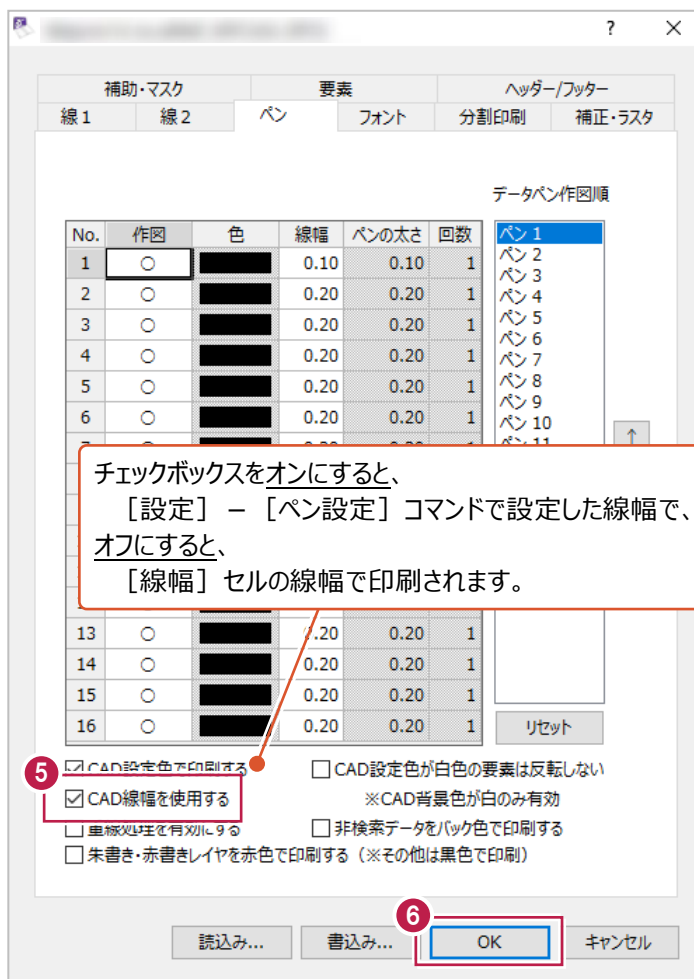 ? ×
補助・マスク 要素 ヘッダー/フッター
線1 線2 ペン フォント 分割印刷 補正・ラスタ
データペン作図順
No. 作図 色 線幅 ペンの太さ 回数
1 ○ 0.10 0.10 1
2 ○ 0.20 0.20 1
3 ○ 0.20 0.20 1
4 ○ 0.20 0.20 1
5 ○ 0.20 0.20 1
6 ○ 0.20 0.20 1
ペン 1
ペン 2
ペン 3
ペン 4
ペン 5
ペン 6
ペン 7
ペン 8
ペン 9
ペン 10
ペン 11
↑
チェックボックスをオンにすると、
［設定］－［ペン設定］コマンドで設定した線幅で、
オフにすると、
［線幅］セルの線幅で印刷されます。
13 ○ .20 0.20 1
14 ○ 0.20 0.20 1
15 ○ 0.20 0.20 1
16 ○ 0.20 0.20 1
リセット
5
CAD設定色で印刷する CAD設定色が白色の要素は反転しない
CAD線幅を使用する ※CAD背景色が白のみ有効
重線処理を有効にする 非検索データをバック色で印刷する
朱書き・赤書きレイヤを赤色で印刷する（※その他は黒色で印刷）
6
読込み... 書込み... OK キャンセル